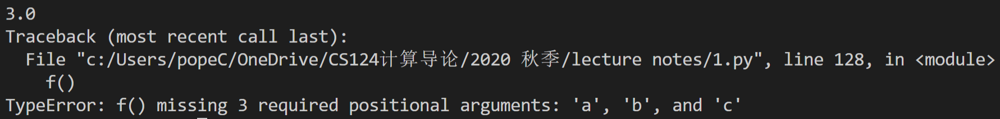 3.0
Traceback (most recent call last):
  File "c:/Users/popeC/OneDrive/CS124计算导论/2020 秋季/lecture notes/1.py", line 128, in <module>
    f()
TypeError: f() missing 3 required positional arguments: 'a', 'b', and 'c'